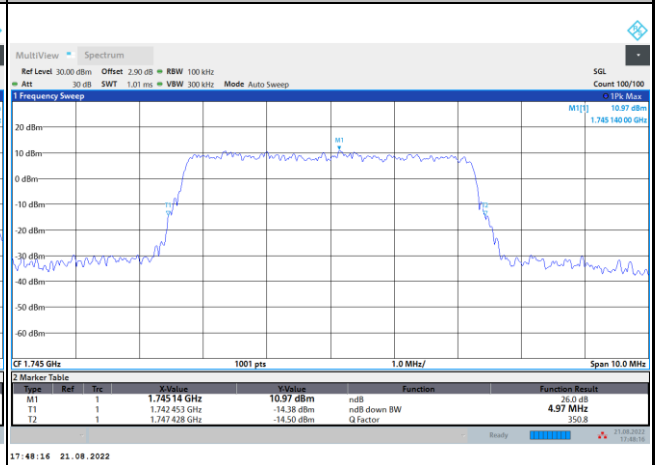 MultiView Spectrum
Ref Level 30.00 dBm Offset 2.90 dB RBW 100 kHz SGL
Att 30 dB SWT 1.01 ms VBW 300 kHz Mode Auto Sweep Count 100/100
1 Frequency Sweep 1Pk Max
M1[1] 10.97 dBm
1.745 140 00 GHz
20 dBm
M1
10 dBm
0 dBm
-10 dBm
T1 T2
-20 dBm
-30 dBm
-40 dBm
-50 dBm
-60 dBm
CF 1.745 GHz 1001 pts 1.0 MHz/ Span 10.0 MHz
2 Marker Table
Type Ref Trc X-Value Y-Value Function Function Result
M1 1 1.745 14 GHz 10.97 dBm ndB 26.0 dB
T1 1 1.742 453 GHz -14.38 dBm ndB down BW 4.97 MHz
T2 1 1.747 428 GHz -14.50 dBm Q Factor 350.8
Ready 21.08.2022
17:48:16
17:48:16 21.08.2022